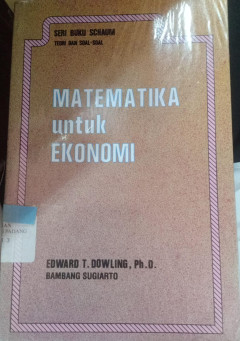 SERI BUKU SCHAUM
TEORI DAN SOAL-SOAL
MATEMATIKA
untuk
EKONOMI
EDWARD T. DOWLING, Ph.D.
BAMBANG SUGIARTO